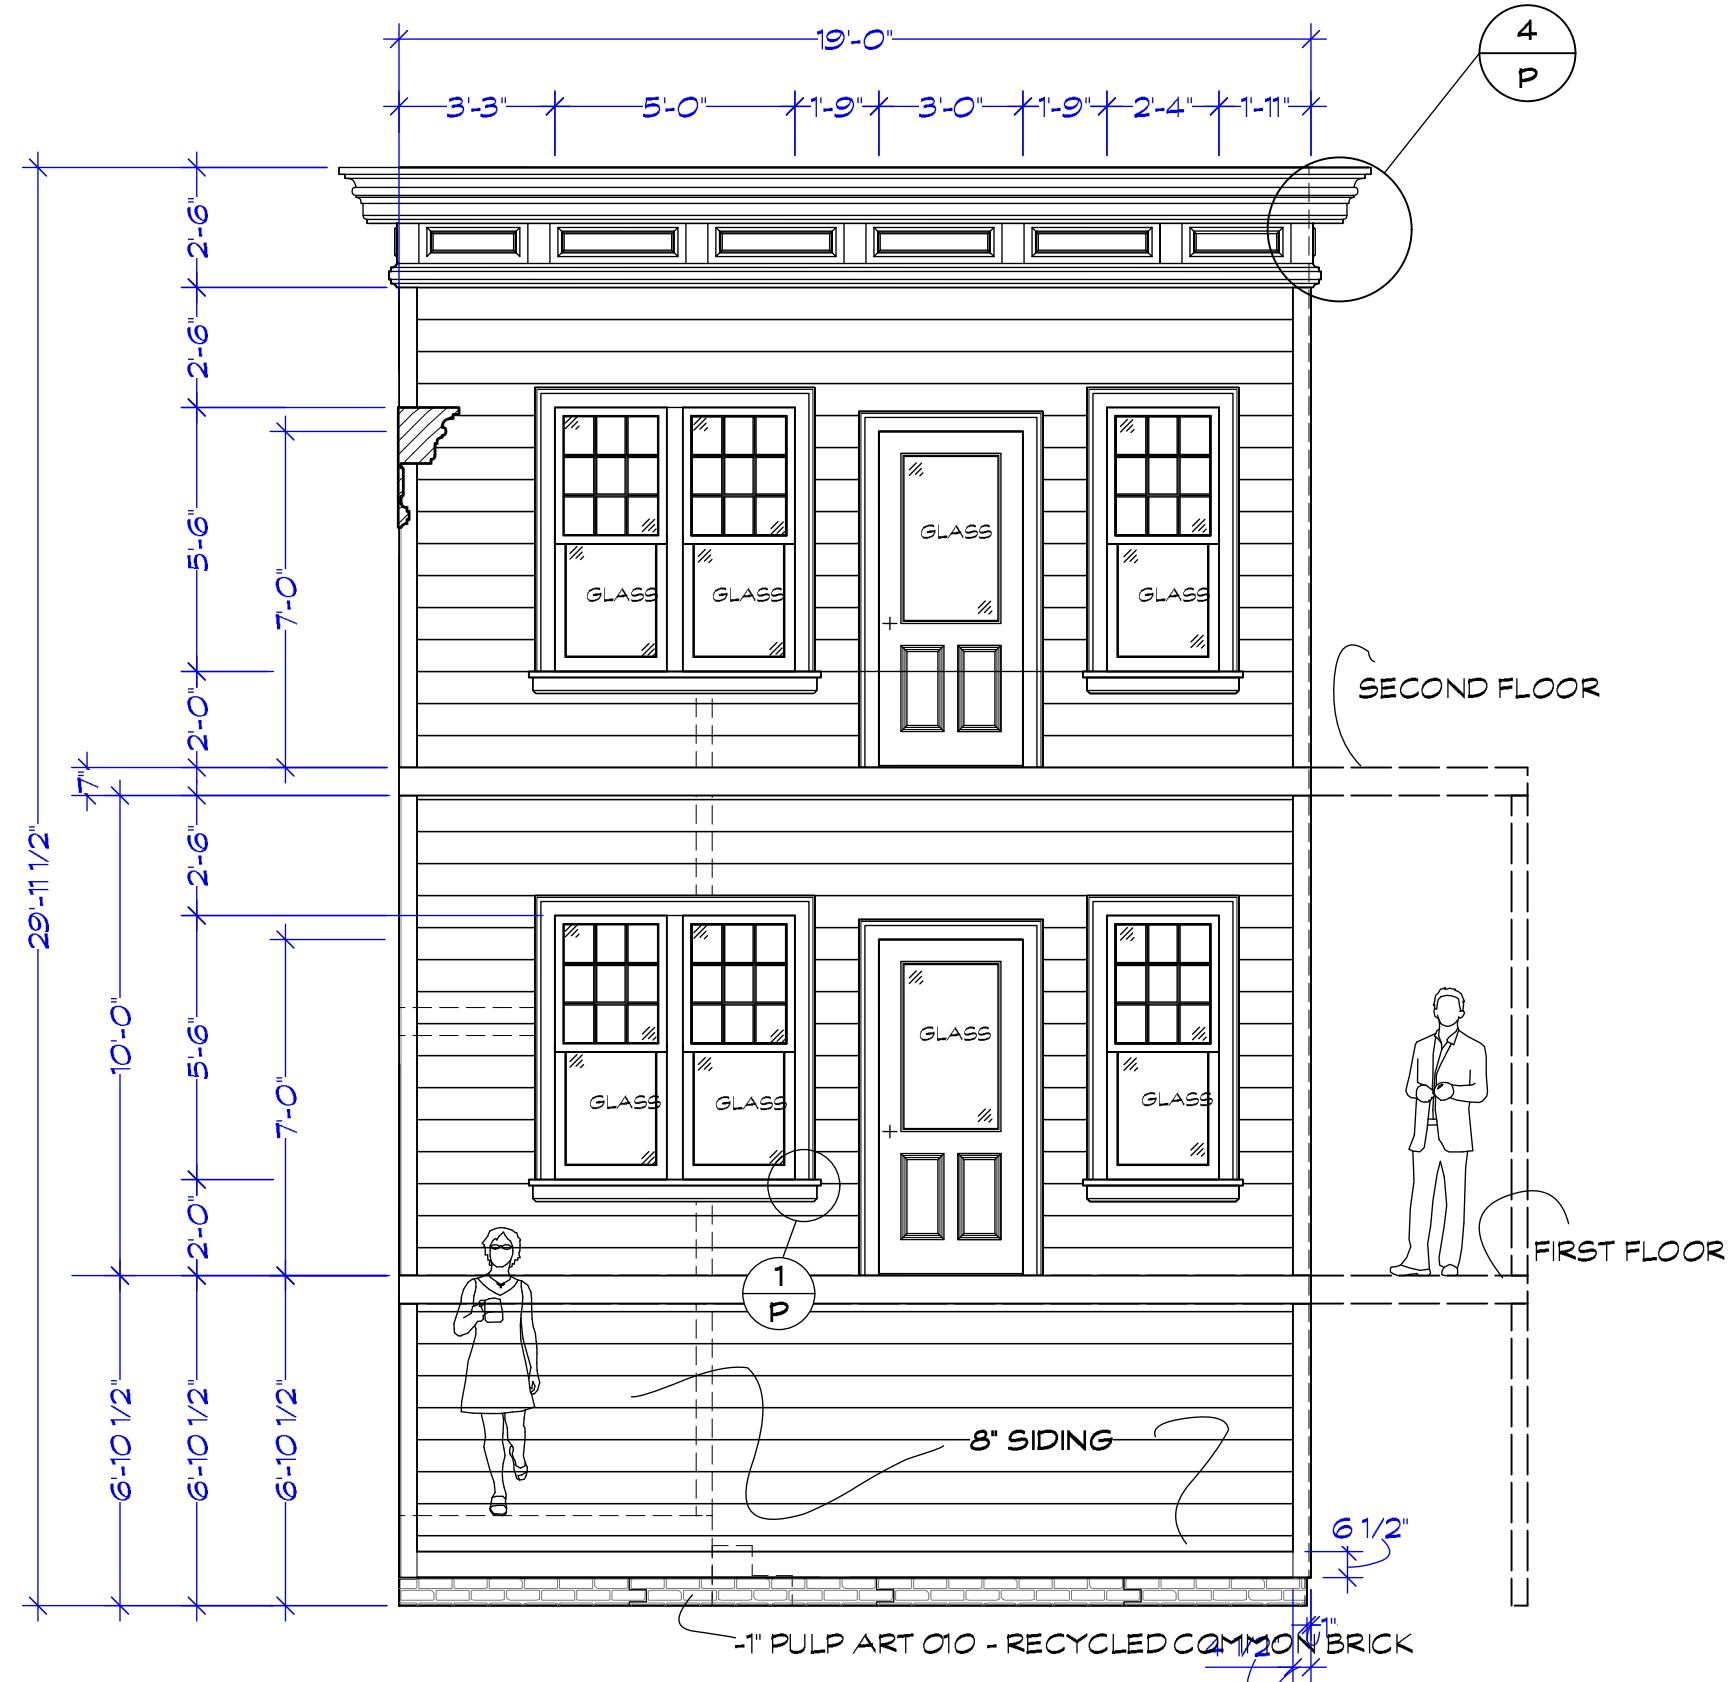 19'-0"
4
P
3'-3"
5'-0"
1'-9"
3'-0"
1'-9"
2'-4"
1'-11"
2'-6"
2'-6"
5'-6"
7'-0"
GLASS
GLASS
GLASS
GLASS
SECOND FLOOR
2'-0"
7"
29'-11 1/2"
2'-6"
10'-0"
5'-6"
7'-0"
GLASS
GLASS
GLASS
GLASS
2'-0"
FIRST FLOOR
1
P
6'-10 1/2"
6'-10 1/2"
6'-10 1/2"
8" SIDING
6 1/2"
1"
-1" PULP ART 010 - RECYCLED COMMON BRICK
4 1/2"